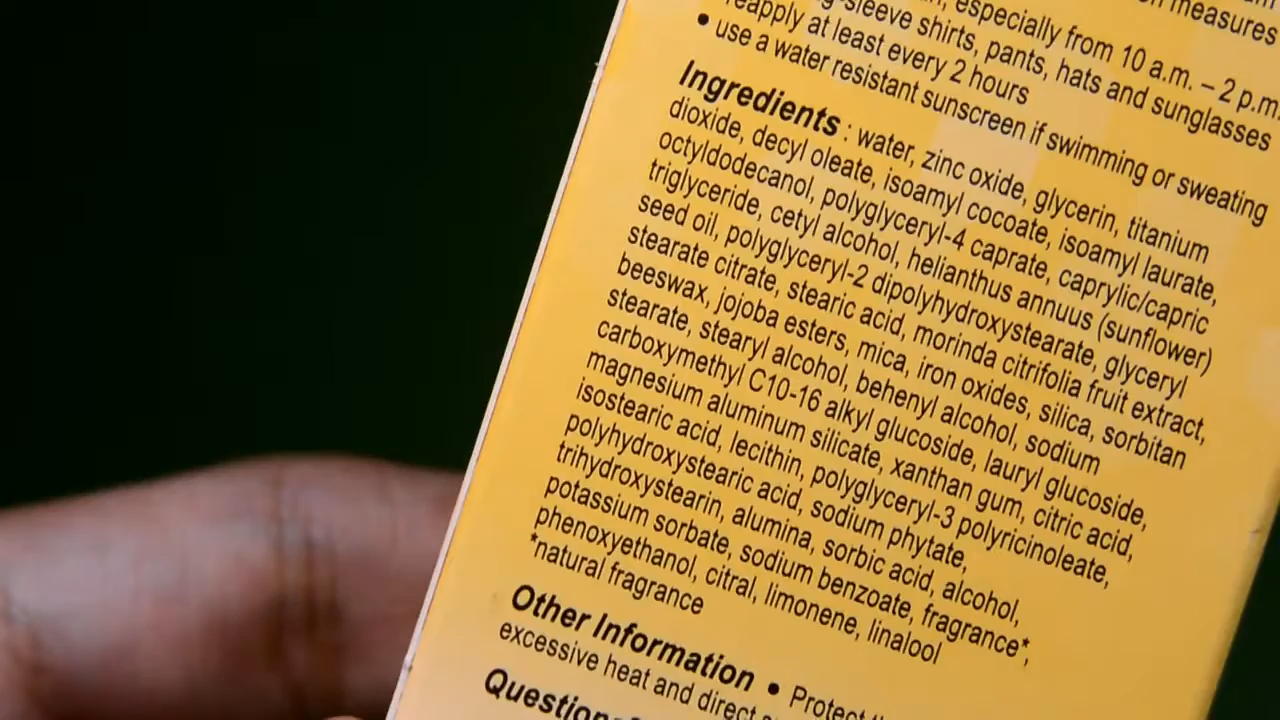 measures
especially from 10 a.m. – 2 p.m.
-sleeve shirts, pants, hats and sunglasses
reapply at least every 2 hours
• use a water resistant sunscreen if swimming or sweating
Ingredients : water, zinc oxide, glycerin, titanium
dioxide, decyl oleate, isoamyl cocoate, isoamyl laurate,
octyldodecanol, polyglyceryl-4 caprate, caprylic/capric
triglyceride, cetyl alcohol, helianthus annuus (sunflower)
seed oil, polyglyceryl-2 dipolyhydroxystearate, glyceryl
stearate citrate, stearic acid, morinda citrifolia fruit extract,
beeswax, jojoba esters, mica, iron oxides, silica, sorbitan
stearate, stearyl alcohol, behenyl alcohol, sodium
carboxymethyl C10-16 alkyl glucoside, lauryl glucoside,
magnesium aluminum silicate, xanthan gum, citric acid,
isostearic acid, lecithin, polyglyceryl-3 polyricinoleate,
polyhydroxystearic acid, sodium phytate,
trihydroxystearin, alumina, sorbic acid, alcohol,
potassium sorbate, sodium benzoate, fragrance*,
phenoxyethanol, citral, limonene, linalool
*natural fragrance
Other Information • Protect
excessive heat and direct